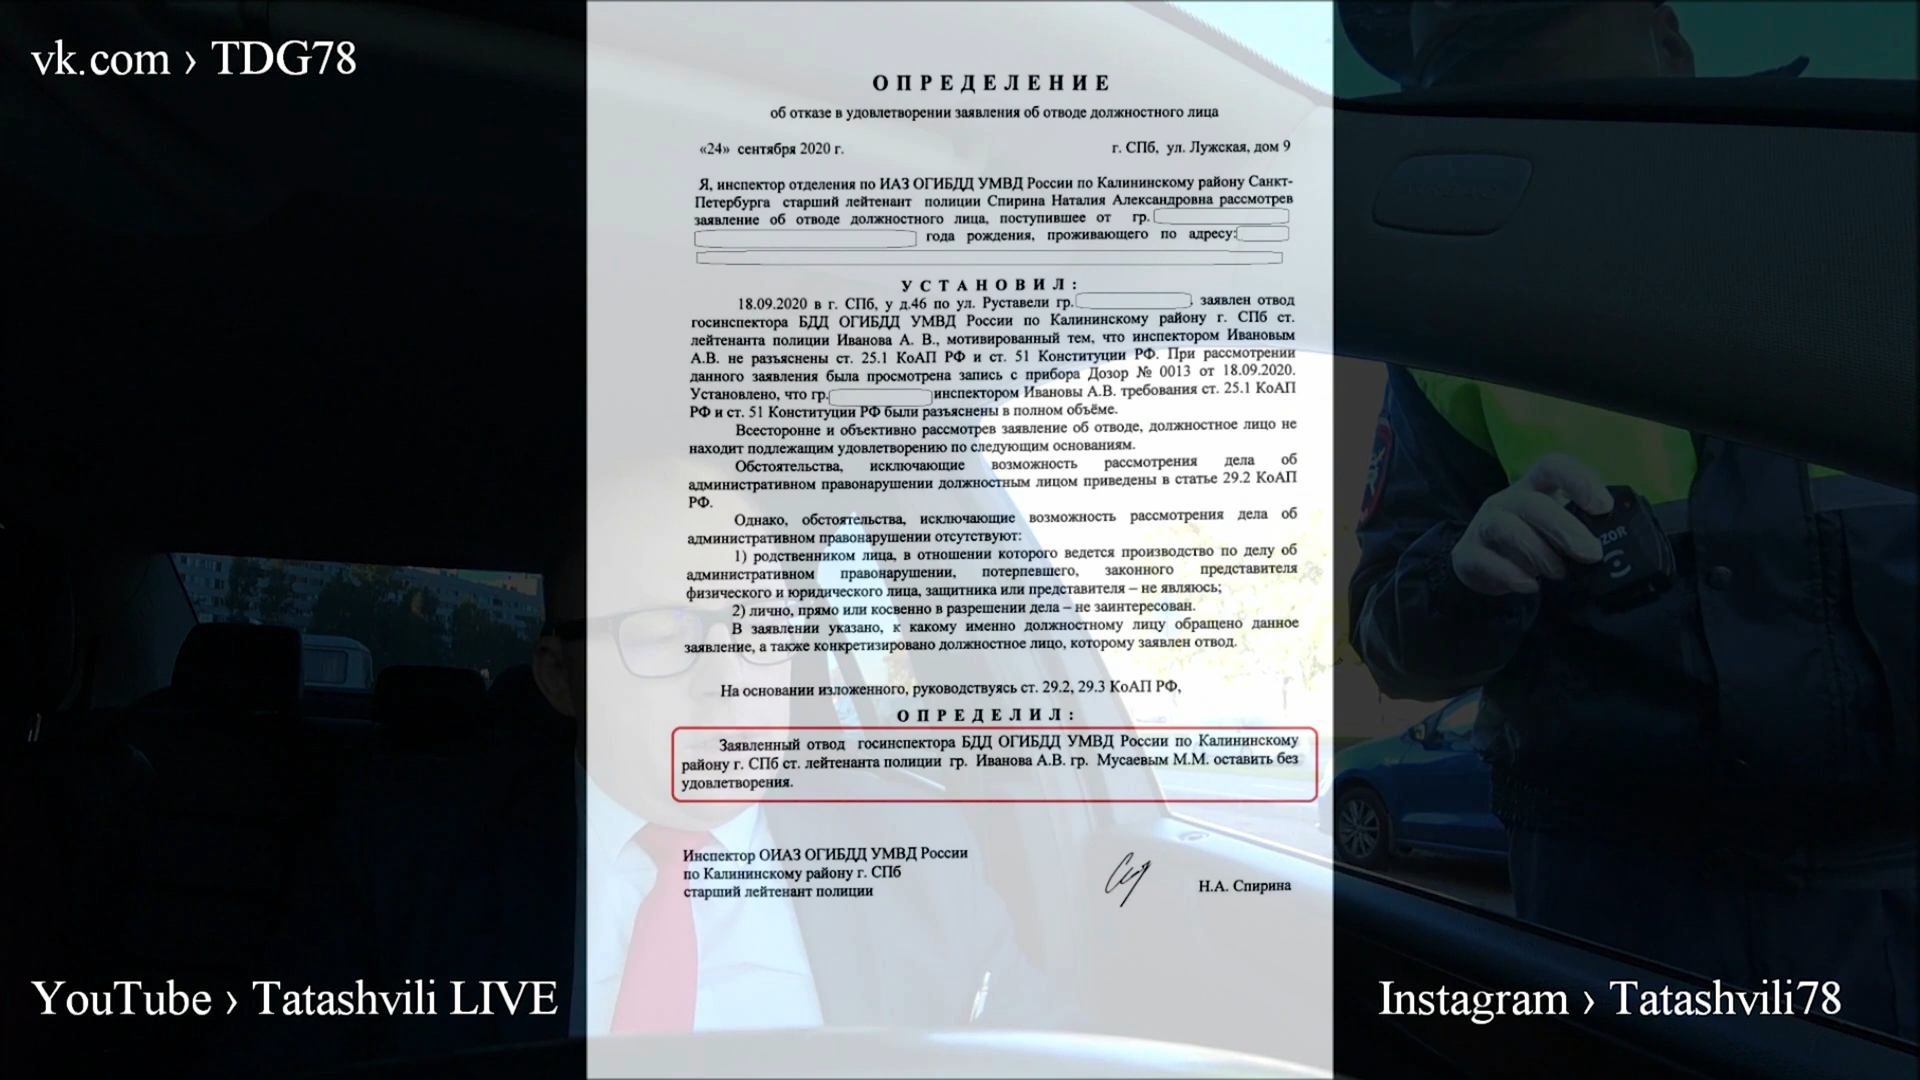 vk.com › TDG78
ОПРЕДЕЛЕНИЕ
об отказе в удовлетворении заявления об отводе должностного лица
«24» сентября 2020 г. г. СПб, ул. Лужская, дом 9
Я, инспектор отделения по ИАЗ ОГИБДД УМВД России по Калининскому району Санкт-
Петербурга старший лейтенант полиции Спирина Наталия Александровна рассмотрев
заявление об отводе должностного лица, поступившее от гр.
года рождения, проживающего по адресу:
УСТАНОВИЛ:
18.09.2020 в г. СПб, у д.46 по ул. Руставели гр. заявлен отвод
госинспектора БДД ОГИБДД УМВД России по Калининскому району г. СПб ст.
лейтенанта полиции Иванова А. В., мотивированный тем, что инспектором Ивановым
А.В. не разъяснены ст. 25.1 КоАП РФ и ст. 51 Конституции РФ. При рассмотрении
данного заявления была просмотрена запись с прибора Дозор № 0013 от 18.09.2020.
Установлено, что гр. инспектором Ивановы А.В. требования ст. 25.1 КоАП
РФ и ст. 51 Конституции РФ были разъяснены в полном объёме.
Всесторонне и объективно рассмотрев заявление об отводе, должностное лицо не
находит подлежащим удовлетворению по следующим основаниям.
Обстоятельства, исключающие возможность рассмотрения дела об
административном правонарушении должностным лицом приведены в статье 29.2 КоАП
РФ.
Однако, обстоятельства, исключающие возможность рассмотрения дела об
административном правонарушении отсутствуют:
1) родственником лица, в отношении которого ведется производство по делу об
административном правонарушении, потерпевшего, законного представителя
физического и юридического лица, защитника или представителя – не являюсь;
2) лично, прямо или косвенно в разрешении дела – не заинтересован.
В заявлении указано, к какому именно должностному лицу обращено данное
заявление, а также конкретизировано должностное лицо, которому заявлен отвод.
На основании изложенного, руководствуясь ст. 29.2, 29.3 КоАП РФ,
ОПРЕДЕЛИЛ:
Заявленный отвод госинспектора БДД ОГИБДД УМВД России по Калининскому
району г. СПб ст. лейтенанта полиции гр. Иванова А.В. гр. Мусаевым М.М. оставить без
удовлетворения.
Инспектор ОИАЗ ОГИБДД УМВД России
по Калининскому району г. СПб
старший лейтенант полиции Н.А. Спирина
YouTube › Tatashvili LIVE
Instagram › Tatashvili78